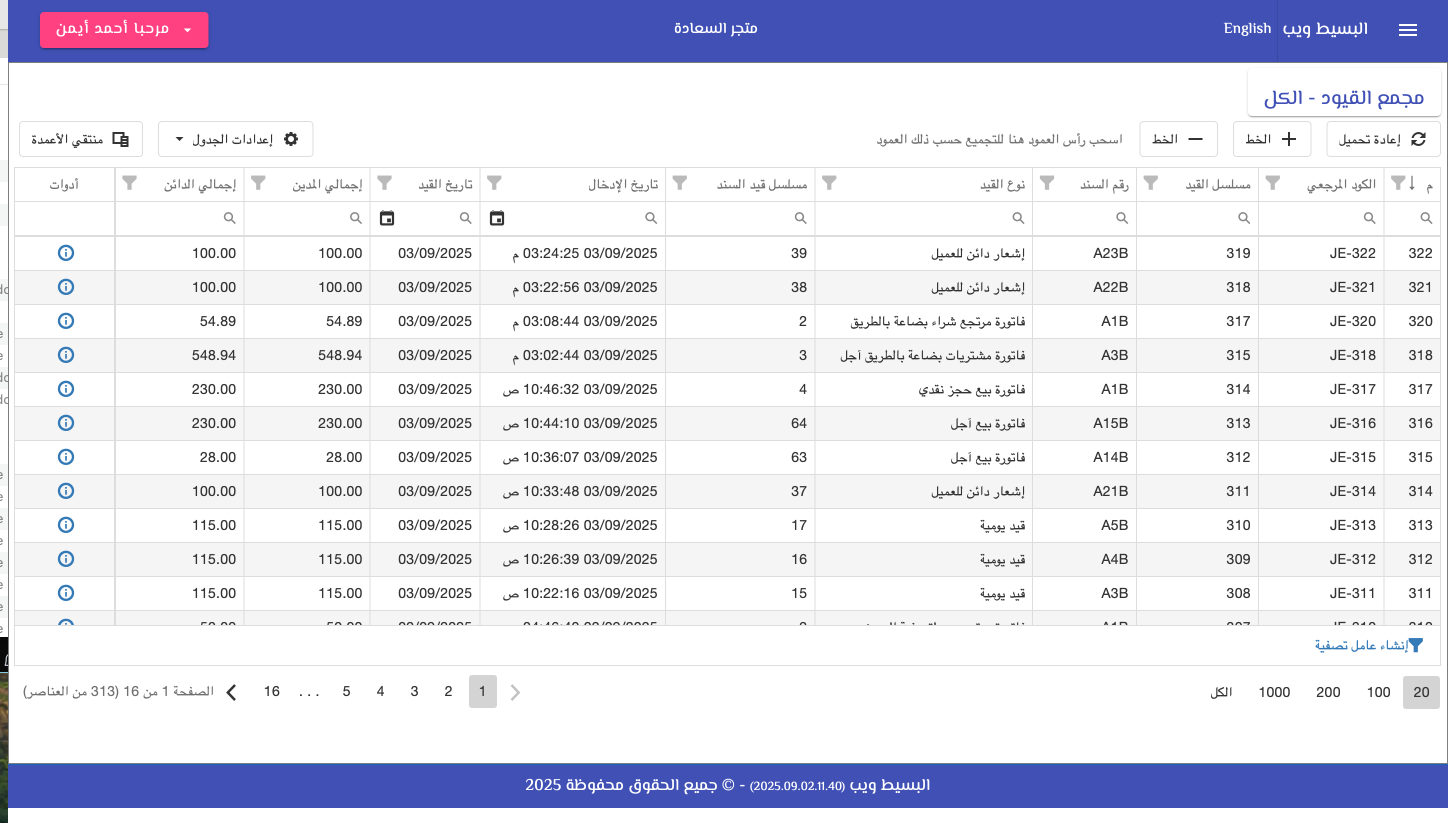 البسيط ويب English متجر السعادة مرحبا أحمد أيمن
مجمع القيود - الكل
إعادة تحميل + الخط — الخط اسحب رأس العمود هنا للتجميع حسب ذلك العمود إعدادات الجدول منتقي الأعمدة
م الكود المرجعي مسلسل القيد رقم السند نوع القيد مسلسل قيد السند تاريخ الإدخال تاريخ القيد إجمالي المدين إجمالي الدائن أدوات
322 JE-322 319 A23B إشعار دائن للعميل 39 03/09/2025 03:24:25 م 03/09/2025 100.00 100.00
321 JE-321 318 A22B إشعار دائن للعميل 38 03/09/2025 03:22:56 م 03/09/2025 100.00 100.00
320 JE-320 317 A1B فاتورة مرتجع شراء بضاعة بالطريق 2 03/09/2025 03:08:44 م 03/09/2025 54.89 54.89
318 JE-318 315 A3B فاتورة مشتريات بضاعة بالطريق آجل 3 03/09/2025 03:02:44 م 03/09/2025 548.94 548.94
317 JE-317 314 A1B فاتورة بيع حجز نقدي 4 03/09/2025 10:46:32 ص 03/09/2025 230.00 230.00
316 JE-316 313 A15B فاتورة بيع آجل 64 03/09/2025 10:44:10 ص 03/09/2025 230.00 230.00
315 JE-315 312 A14B فاتورة بيع آجل 63 03/09/2025 10:36:07 ص 03/09/2025 28.00 28.00
314 JE-314 311 A21B إشعار دائن للعميل 37 03/09/2025 10:33:48 ص 03/09/2025 100.00 100.00
313 JE-313 310 A5B قيد يومية 17 03/09/2025 10:28:26 ص 03/09/2025 115.00 115.00
312 JE-312 309 A4B قيد يومية 16 03/09/2025 10:26:39 ص 03/09/2025 115.00 115.00
311 JE-311 308 A3B قيد يومية 15 03/09/2025 10:22:16 ص 03/09/2025 115.00 115.00
إنشاء عامل تصفية
20 100 200 1000 الكل 1 2 3 4 5 ... 16 الصفحة 1 من 16 (313 من العناصر)
البسيط ويب (2025.09.02.11.40) - © جميع الحقوق محفوظة 2025